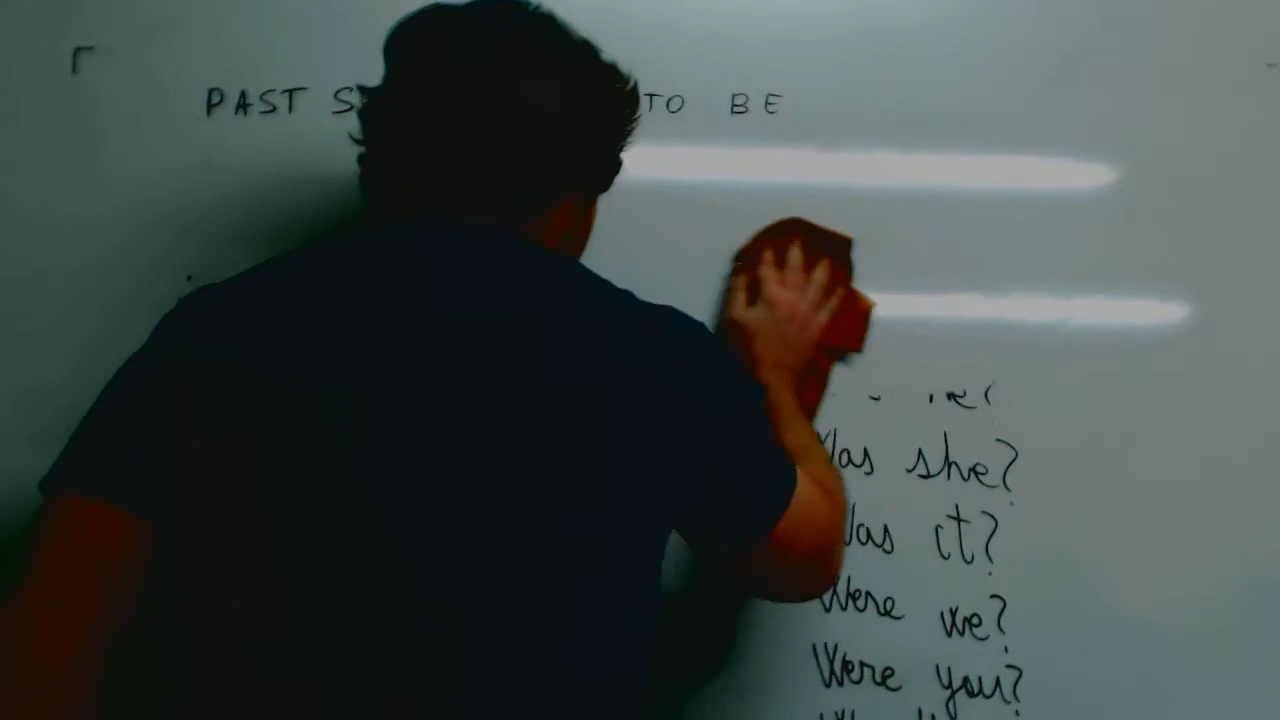 PAST S TO BE
Was she?
Was it?
Were we?
Were you?